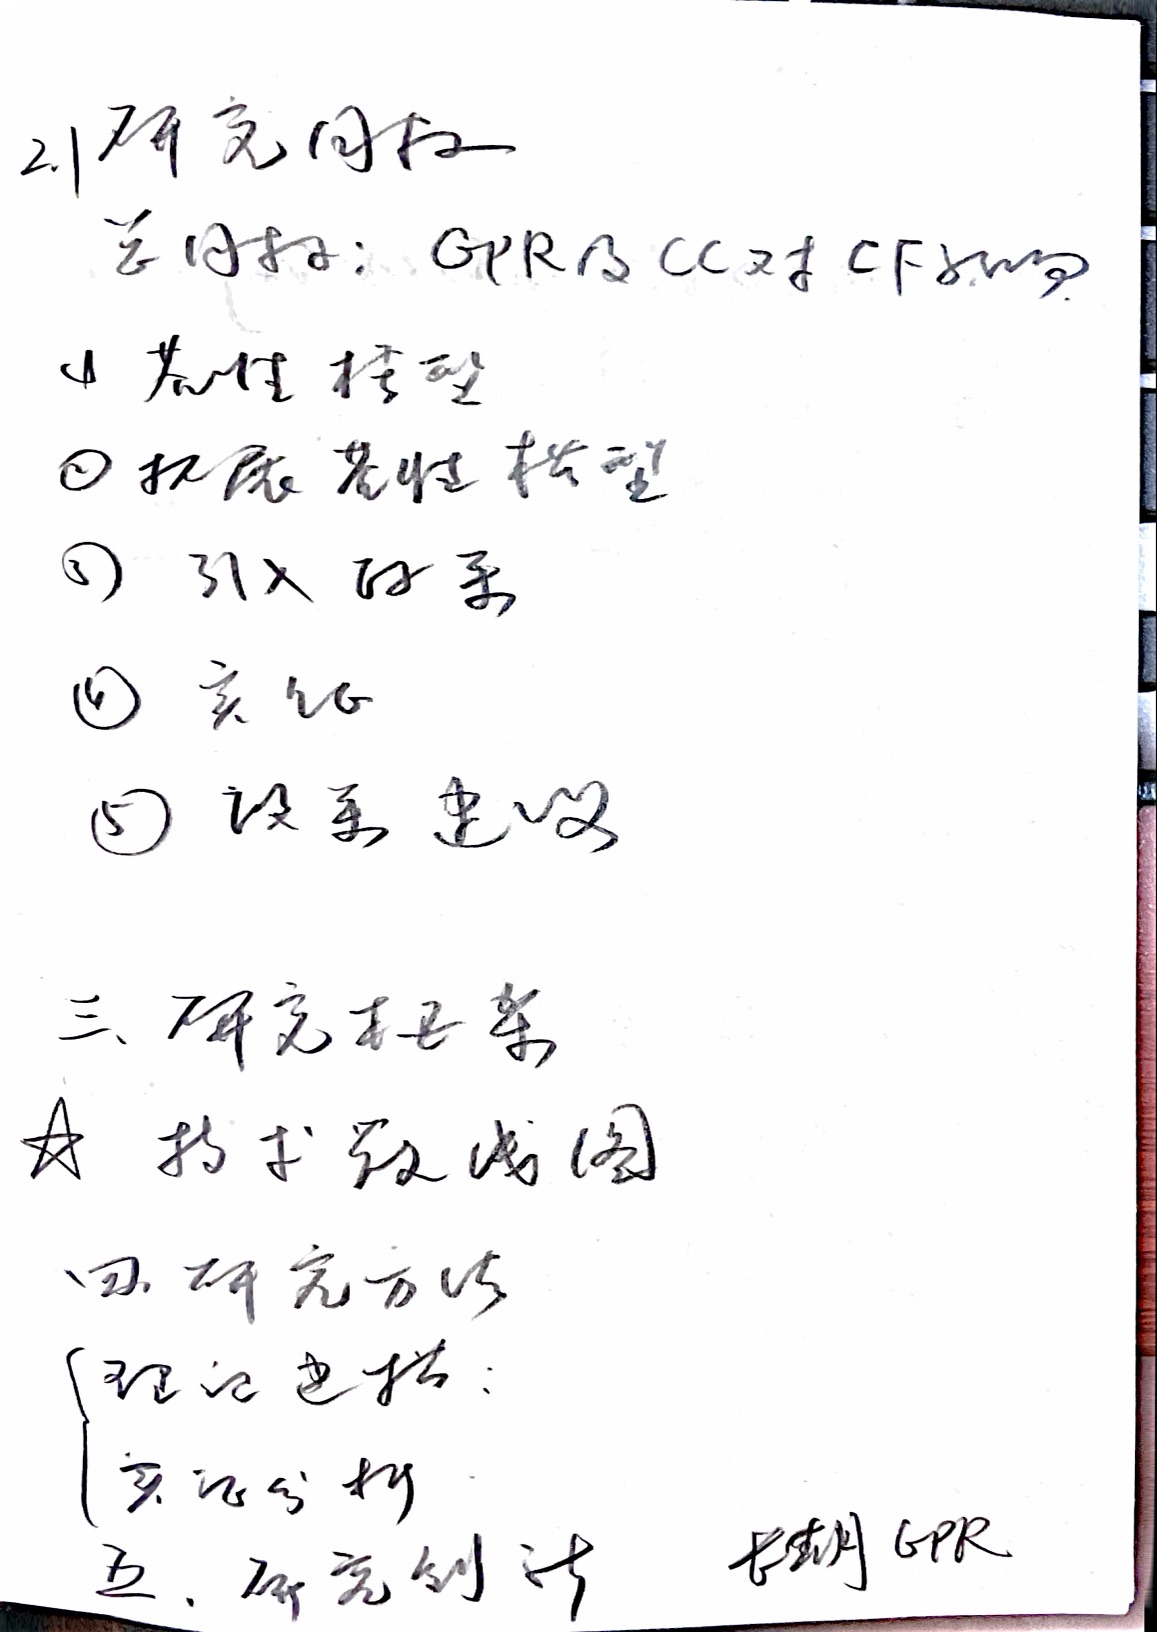 2.1 研究目标
总目标：GPR及CC对CF的影响
① 基准模型
② 拓展基准模型
③ 引入政策
④ 实证
⑤ 政策建议
三、研究框架
☆ 技术路线图
四、研究方法
理论建模：
实证分析
五、研究创新
长期GPR